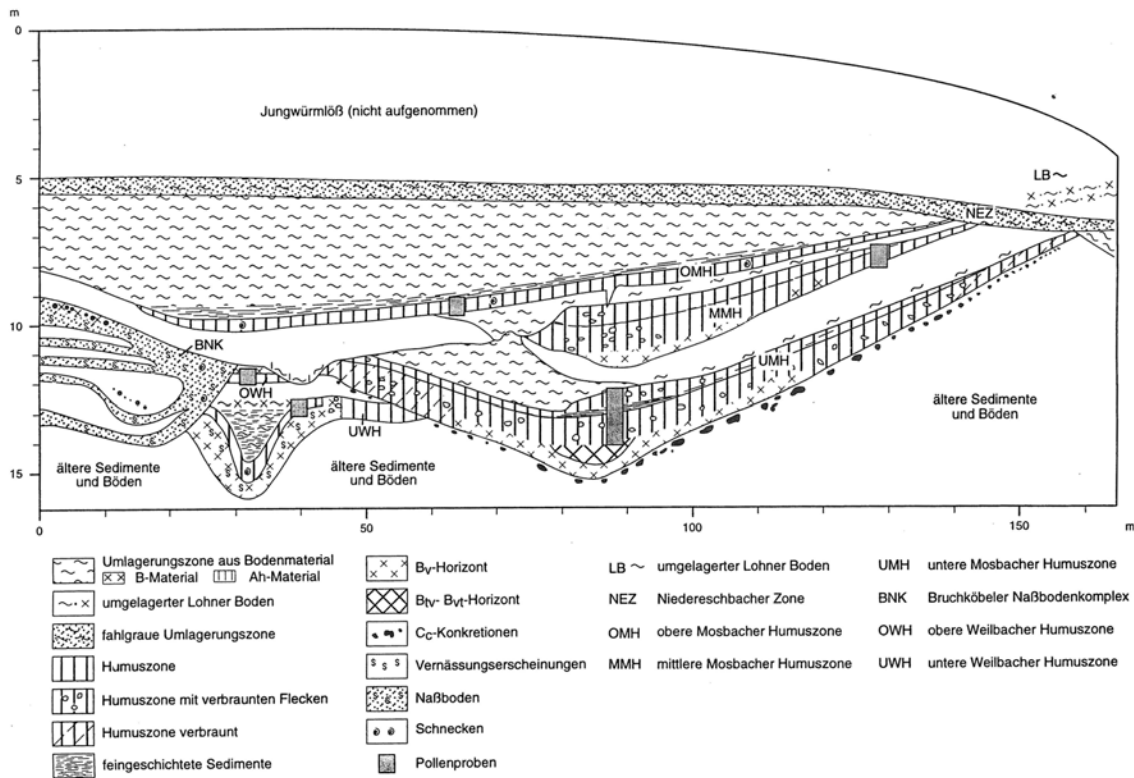 m
0
Jungwürmlöß (nicht aufgenommen)
LB
5
NEZ
OMH
MMH
10
BNK
UMH
OWH
UWH
ältere Sedimente
und Böden
ältere Sedimente
und Böden
ältere Sedimente
und Böden
15
0
50
100
150
m
Umlagerungszone aus Bodenmaterial
B-Material
Ah-Material
umgelagerter Lohner Boden
fahlgraue Umlagerungszone
Humuszone
Humuszone mit verbraunten Flecken
Humuszone verbraunt
feingeschichtete Sedimente
Bv-Horizont
Btv- Bvt-Horizont
Cc-Konkretionen
Vernässungserscheinungen
Naßboden
Schnecken
Pollenproben
LB ~ umgelagerter Lohner Boden
NEZ Niedereschbacher Zone
OMH obere Mosbacher Humuszone
MMH mittlere Mosbacher Humuszone
UMH untere Mosbacher Humuszone
BNK Bruchköbeler Naßbodenkomplex
OWH obere Weilbacher Humuszone
UWH untere Weilbacher Humuszone